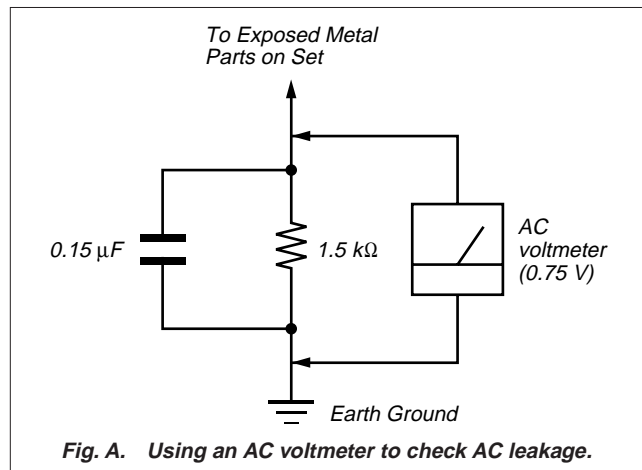 To Exposed Metal
Parts on Set
0.15 µF
1.5 kΩ
AC
voltmeter
(0.75 V)
Earth Ground
Fig. A. Using an AC voltmeter to check AC leakage.